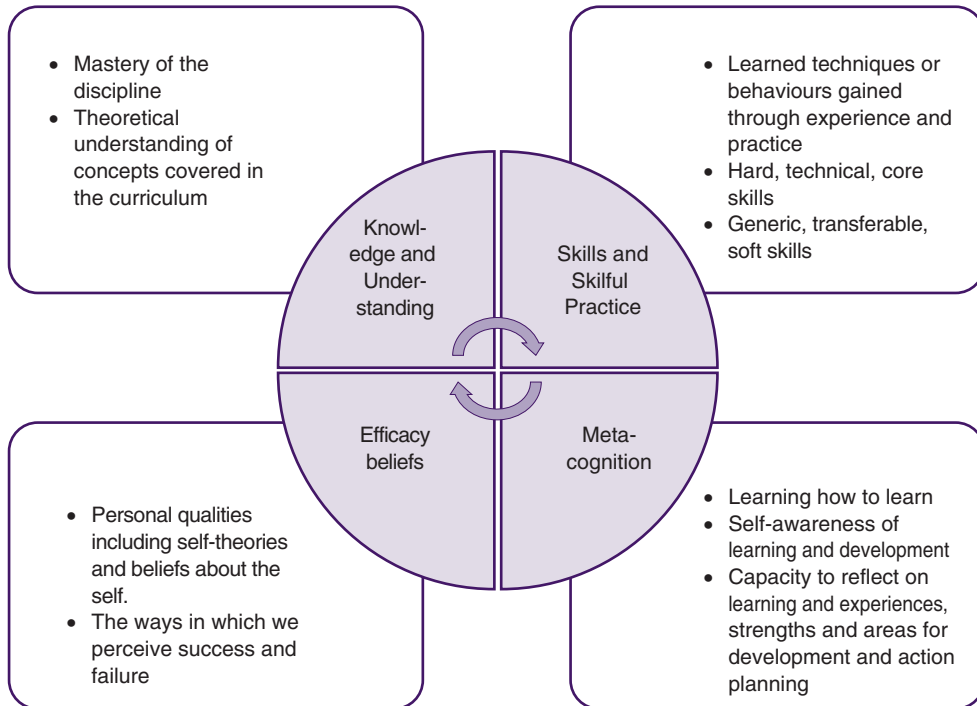 • Mastery of the
discipline
• Theoretical
understanding of
concepts covered in
the curriculum
• Learned techniques or
behaviours gained
through experience and
practice
• Hard, technical, core
skills
• Generic, transferable,
soft skills
Knowl-
edge and
Under-
standing
Skills and
Skilful
Practice
Efficacy
beliefs
Meta-
cognition
• Personal qualities
including self-theories
and beliefs about the
self.
• The ways in which we
perceive success and
failure
• Learning how to learn
• Self-awareness of
learning and development
• Capacity to reflect on
learning and experiences,
strengths and areas for
development and action
planning